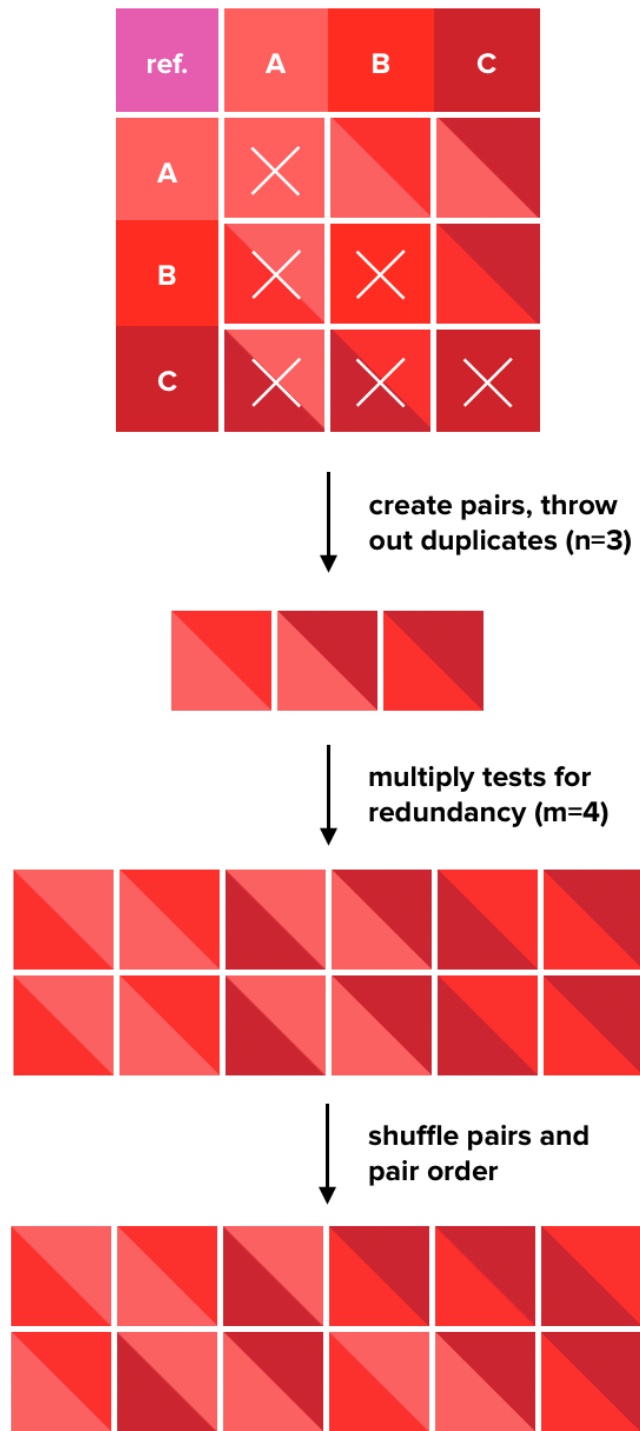 ref. A B C
A
B
C
create pairs, throw
out duplicates (n=3)
multiply tests for
redundancy (m=4)
shuffle pairs and
pair order